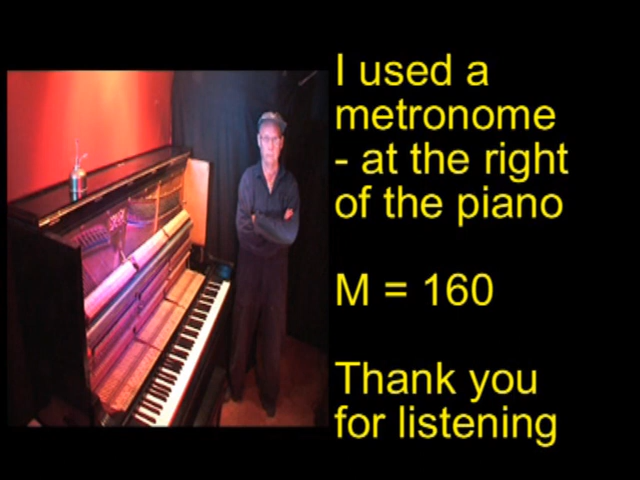 I used a
metronome
- at the right
of the piano
M = 160
Thank you
for listening